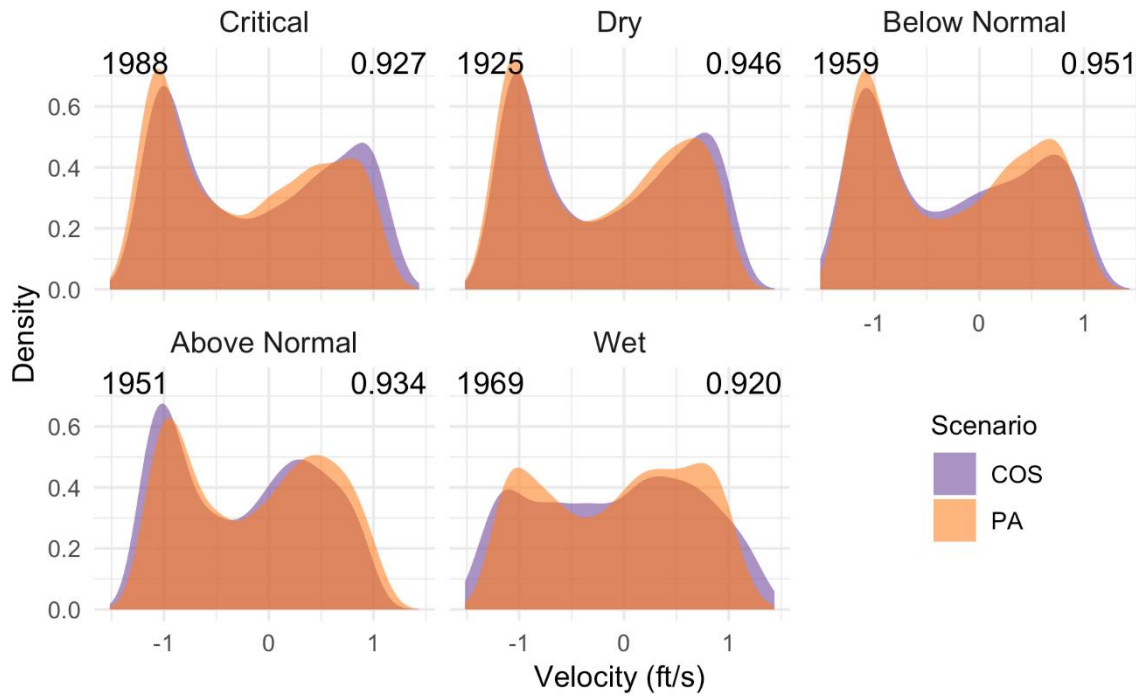 Critical
Dry
Below Normal
1988 0.927
1925 0.946
1959 0.951
0.6
0.4
0.2
0.0
-1 0 1
Density
Above Normal
Wet
1951 0.934
1969 0.920
0.6
0.4
0.2
0.0
-1 0 1
-1 0 1
Velocity (ft/s)
Scenario
COS
PA